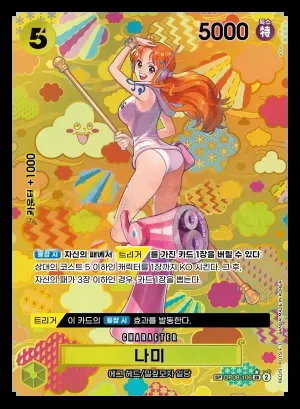 5
5000
특수
特
카운터 +1000
등장 시 자신의 패에서 트리거 를 가진 카드 1장을 버릴 수 있다
상대의 코스트 5 이하인 캐릭터를 1장까지 KO 시킨다. 그 후,
자신의 패가 3장 이하인 경우, 카드 1장을 뽑는다.
트리거 이 카드의 등장 시 효과를 발동한다.
CHARACTER
나미
에그 헤드/밀짚모자 일당